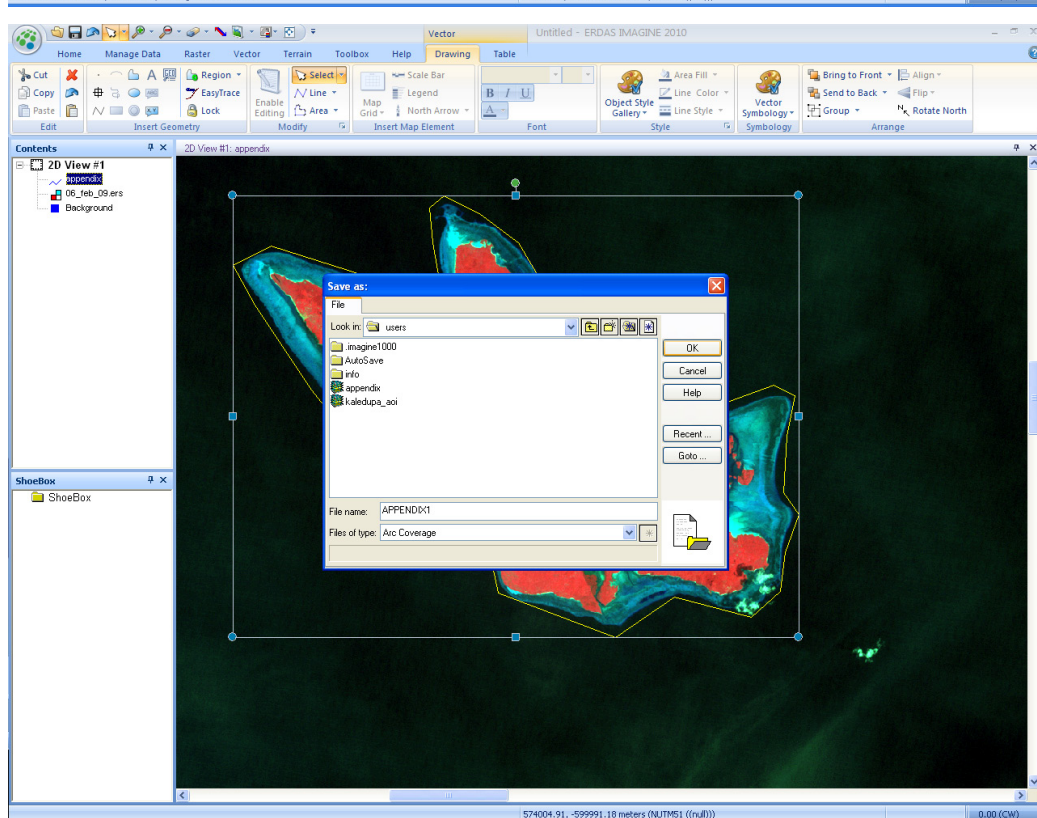 Vector
Untitled - ERDAS IMAGINE 2010
Home Manage Data Raster Vector Terrain Toolbox Help Drawing Table
Cut Region Select Scale Bar Area Fill Bring to Front Align
Copy EasyTrace Line Legend B I U Line Color Send to Back Flip
Paste A Lock Enable Editing Area Map Grid North Arrow A Object Style Gallery Line Style Vector Symbology Group Rotate North
Edit Insert Geometry Modify Insert Map Element Font Style Symbology Arrange
Contents
2D View #1: appendix
2D View #1
appendix
06_feb_09.ers
Background
ShoeBox
ShoeBox
Save as:
File
Look in: users
.imagine1000
AutoSave
info
appendix
kaledupa_aoi
OK
Cancel
Help
Recent ...
Goto ...
File name: APPENDIX1
Files of type: Arc Coverage
574004.91, -599991.18 meters (NUTM51 ((null)))
0.00 (CW)